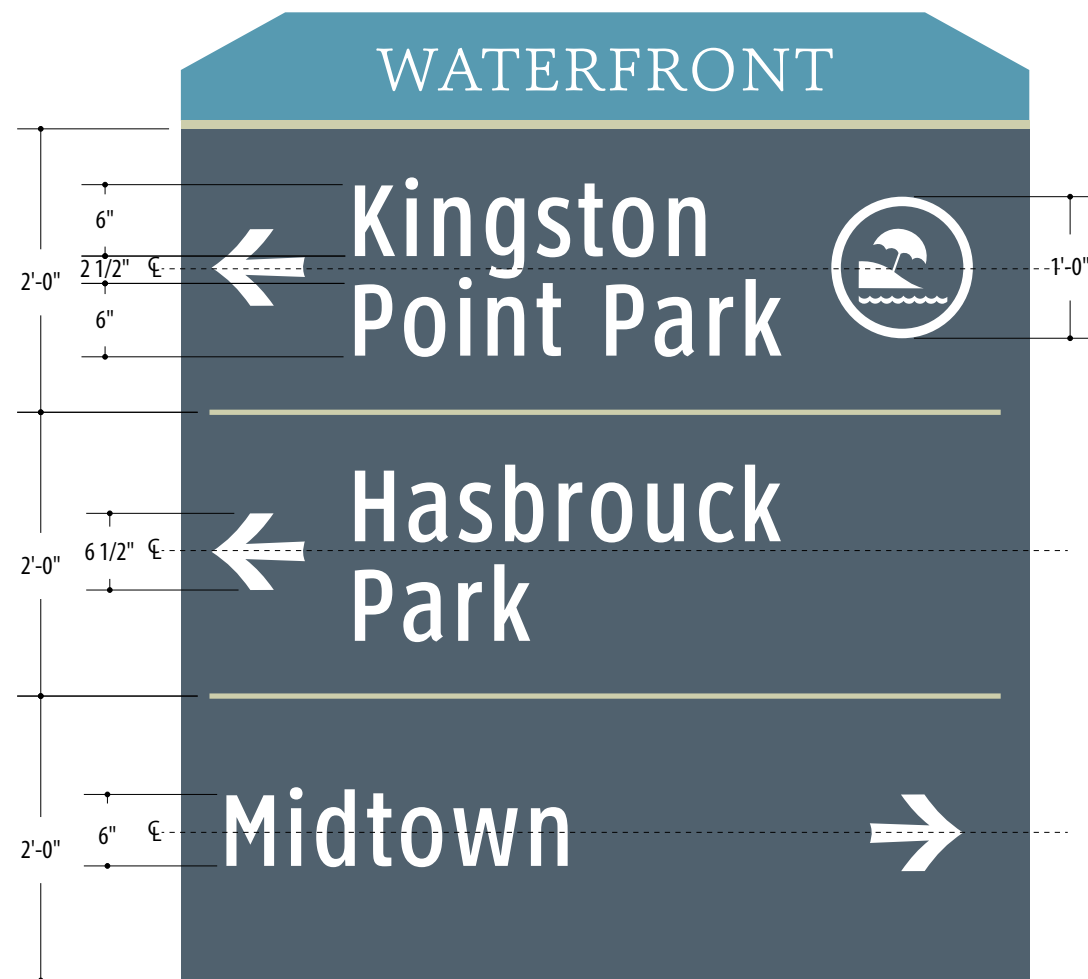 WATERFRONT
Kingston
Point Park
Hasbrouck
Park
Midtown
2'-0"
6"
2 1/2" ℄
6"
1'-0"
2'-0"
6 1/2" ℄
2'-0"
6" ℄